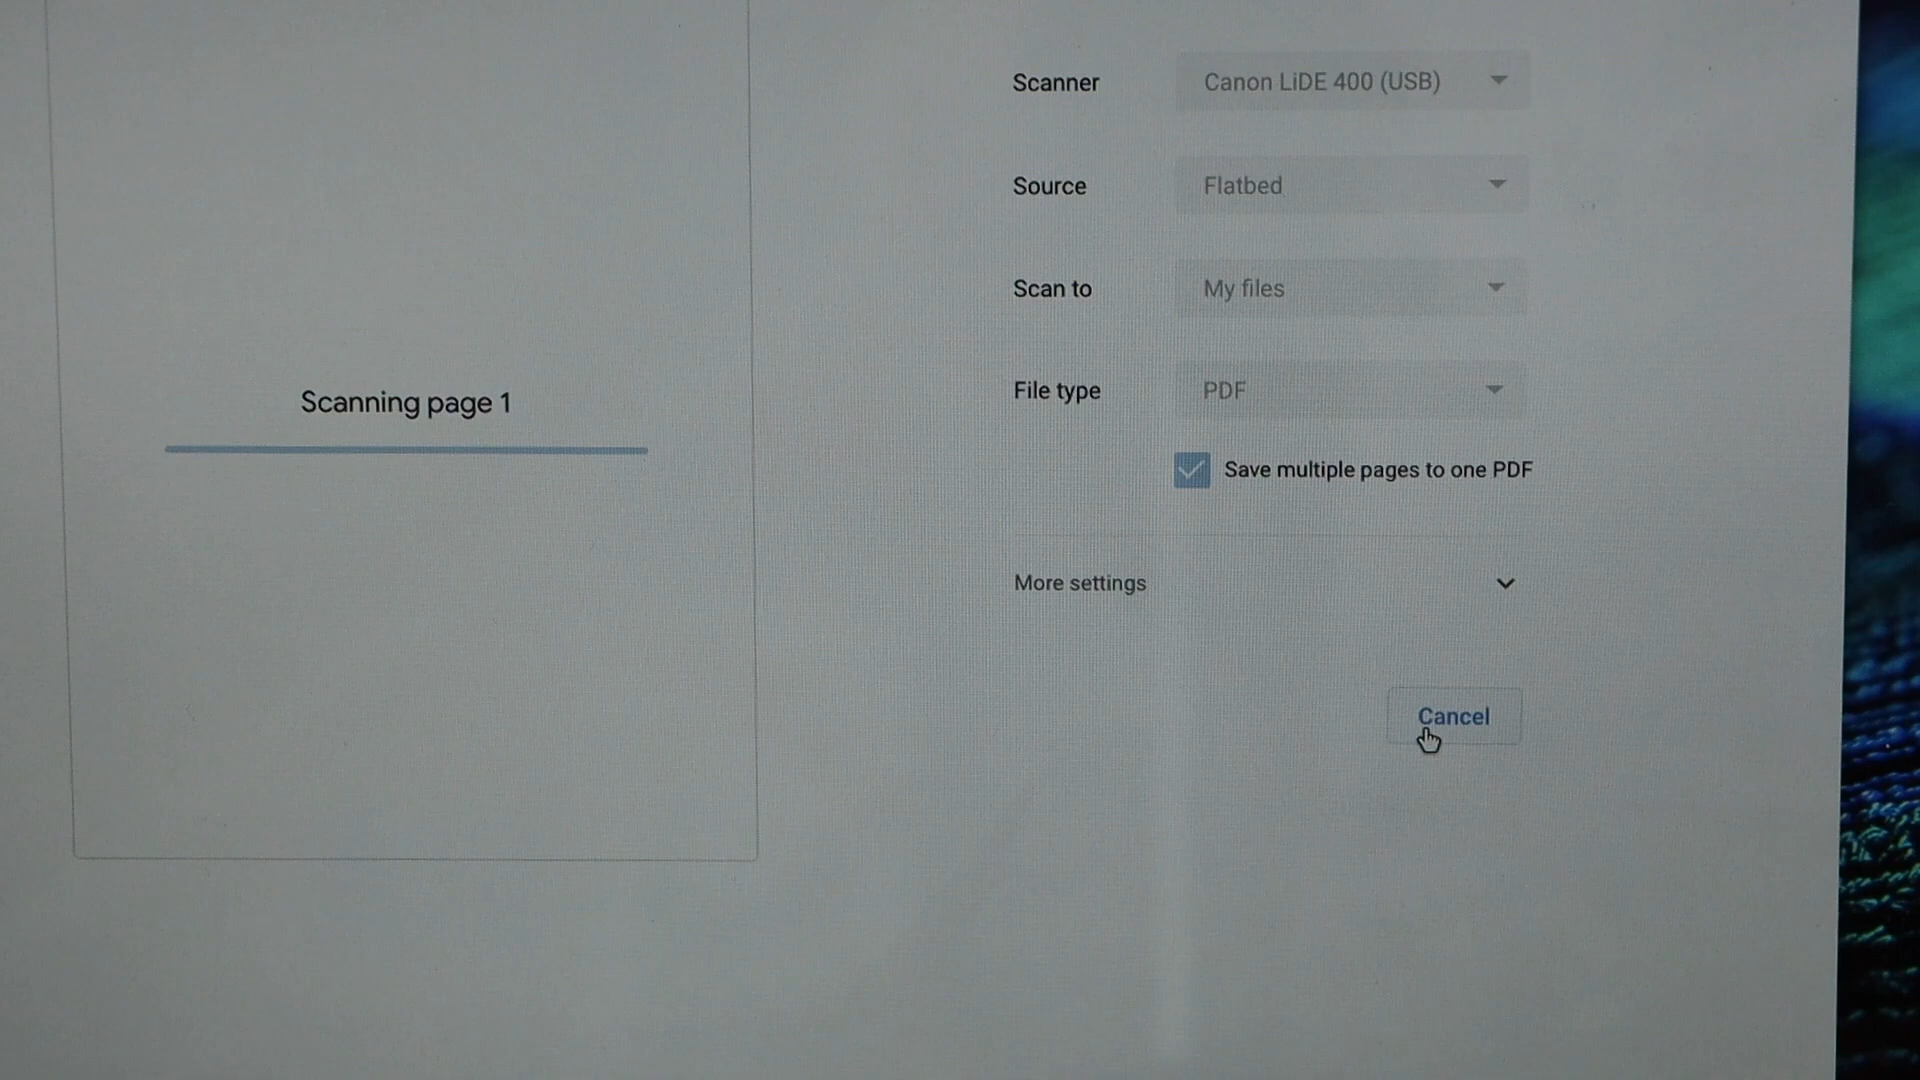 Scanner
Canon LiDE 400 (USB)
Source
Flatbed
Scan to
My files
File type
PDF
Scanning page 1
Save multiple pages to one PDF
More settings
Cancel